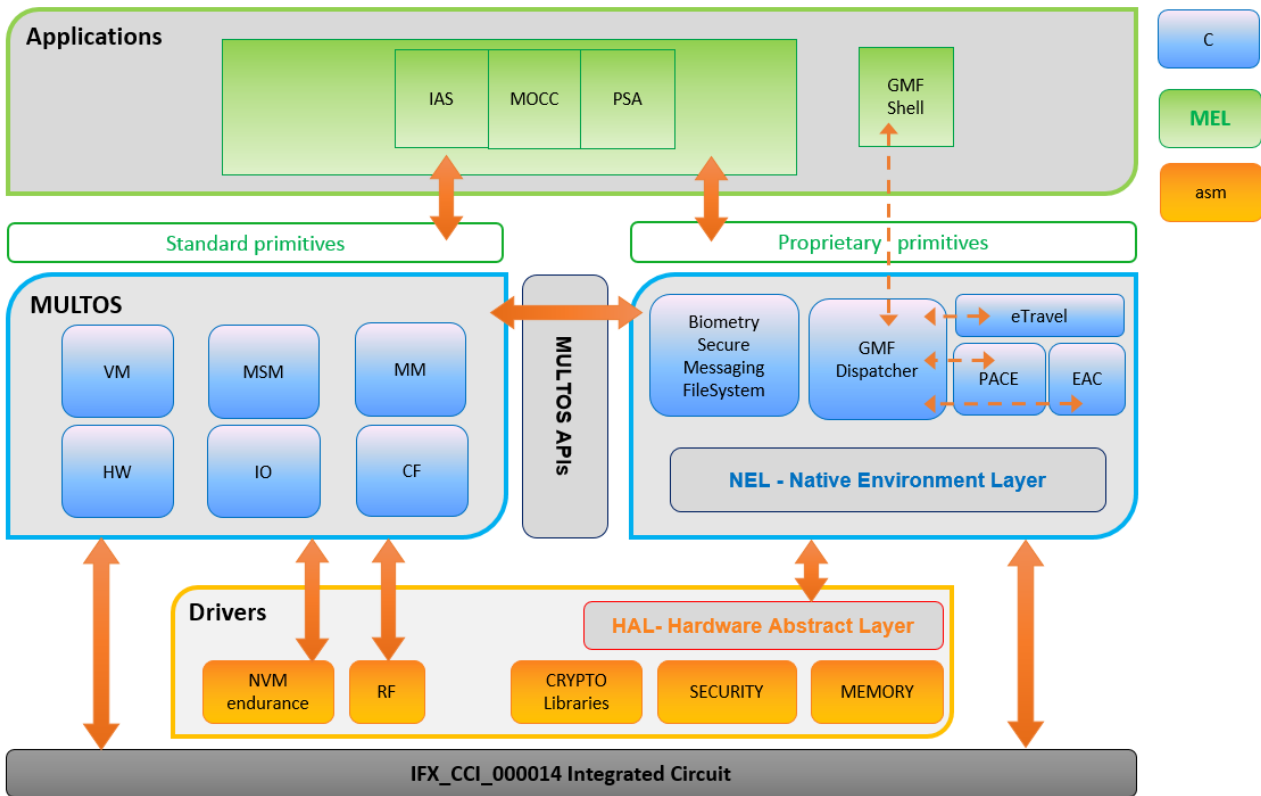 Applications
IAS
MOCC
PSA
GMF
Shell
C
MEL
asm
Standard primitives
Proprietary primitives
MULTOS
VM
MSM
MM
HW
IO
CF
MULTOS APIs
Biometry
Secure
Messaging
FileSystem
GMF
Dispatcher
eTravel
PACE
EAC
NEL - Native Environment Layer
Drivers
HAL- Hardware Abstract Layer
NVM
endurance
RF
CRYPTO
Libraries
SECURITY
MEMORY
IFX_CCI_000014 Integrated Circuit